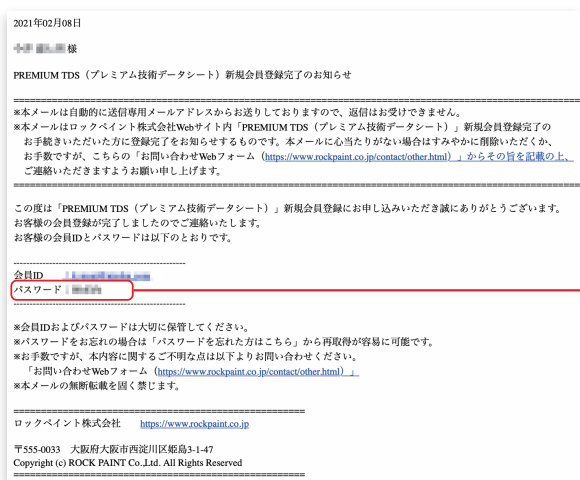 2021年02月08日
様
PREMIUM TDS（プレミアム技術データシート）新規会員登録完了のお知らせ
==================================================
※本メールは自動的に送信専用メールアドレスからお送りしておりますので、返信はお受けできません。
※本メールはロックペイント株式会社Webサイト内「PREMIUM TDS（プレミアム技術データシート）」新規会員登録完了の
お手続きいただいた方に登録完了をお知らせするものです。本メールに心当たりがない場合はすみやかに削除いただくか、
お手数ですが、こちらの「お問い合わせWebフォーム（https://www.rockpaint.co.jp/contact/other.html）」からその旨を記載の上、
ご連絡いただきますようお願い申し上げます。
==================================================
この度は「PREMIUM TDS（プレミアム技術データシート）」新規会員登録にお申し込みいただき誠にありがとうございます。
お客様の会員登録が完了しましたのでご連絡いたします。
お客様の会員IDとパスワードは以下のとおりです。
--------------------------------------------------
会員ID
パスワード
--------------------------------------------------
※会員IDおよびパスワードは大切に保管してください。
※パスワードをお忘れの場合は「パスワードを忘れた方はこちら」から再取得が容易に可能です。
※お手数ですが、本内容に関するご不明な点は以下よりお問い合わせください。
「お問い合わせWebフォーム（https://www.rockpaint.co.jp/contact/other.html）」
※本メールの無断転載を固く禁じます。
==================================================
ロックペイント株式会社 https://www.rockpaint.co.jp
〒555-0033 大阪府大阪市西淀川区姫島3-1-47
Copyright (c) ROCK PAINT Co.,Ltd. All Rights Reserved
==================================================